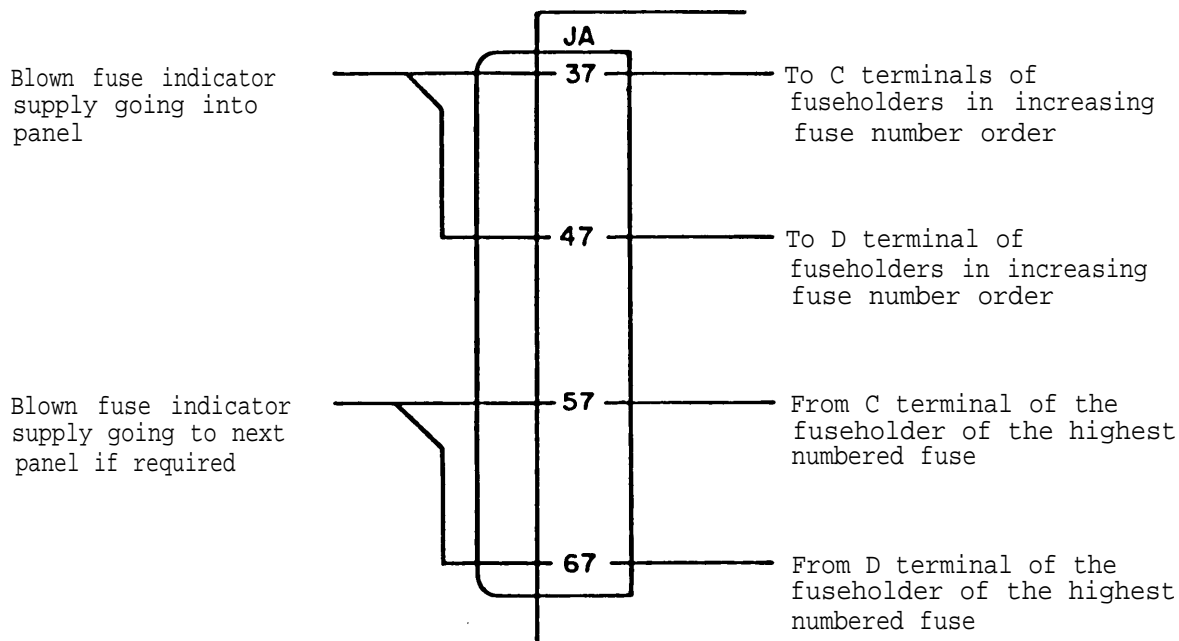 JA
Blown fuse indicator
supply going into
panel
37
To C terminals of
fuseholders in increasing
fuse number order
47
To D terminal of
fuseholders in increasing
fuse number order
Blown fuse indicator
supply going to next
panel if required
57
From C terminal of the
fuseholder of the highest
numbered fuse
67
From D terminal of the
fuseholder of the highest
numbered fuse